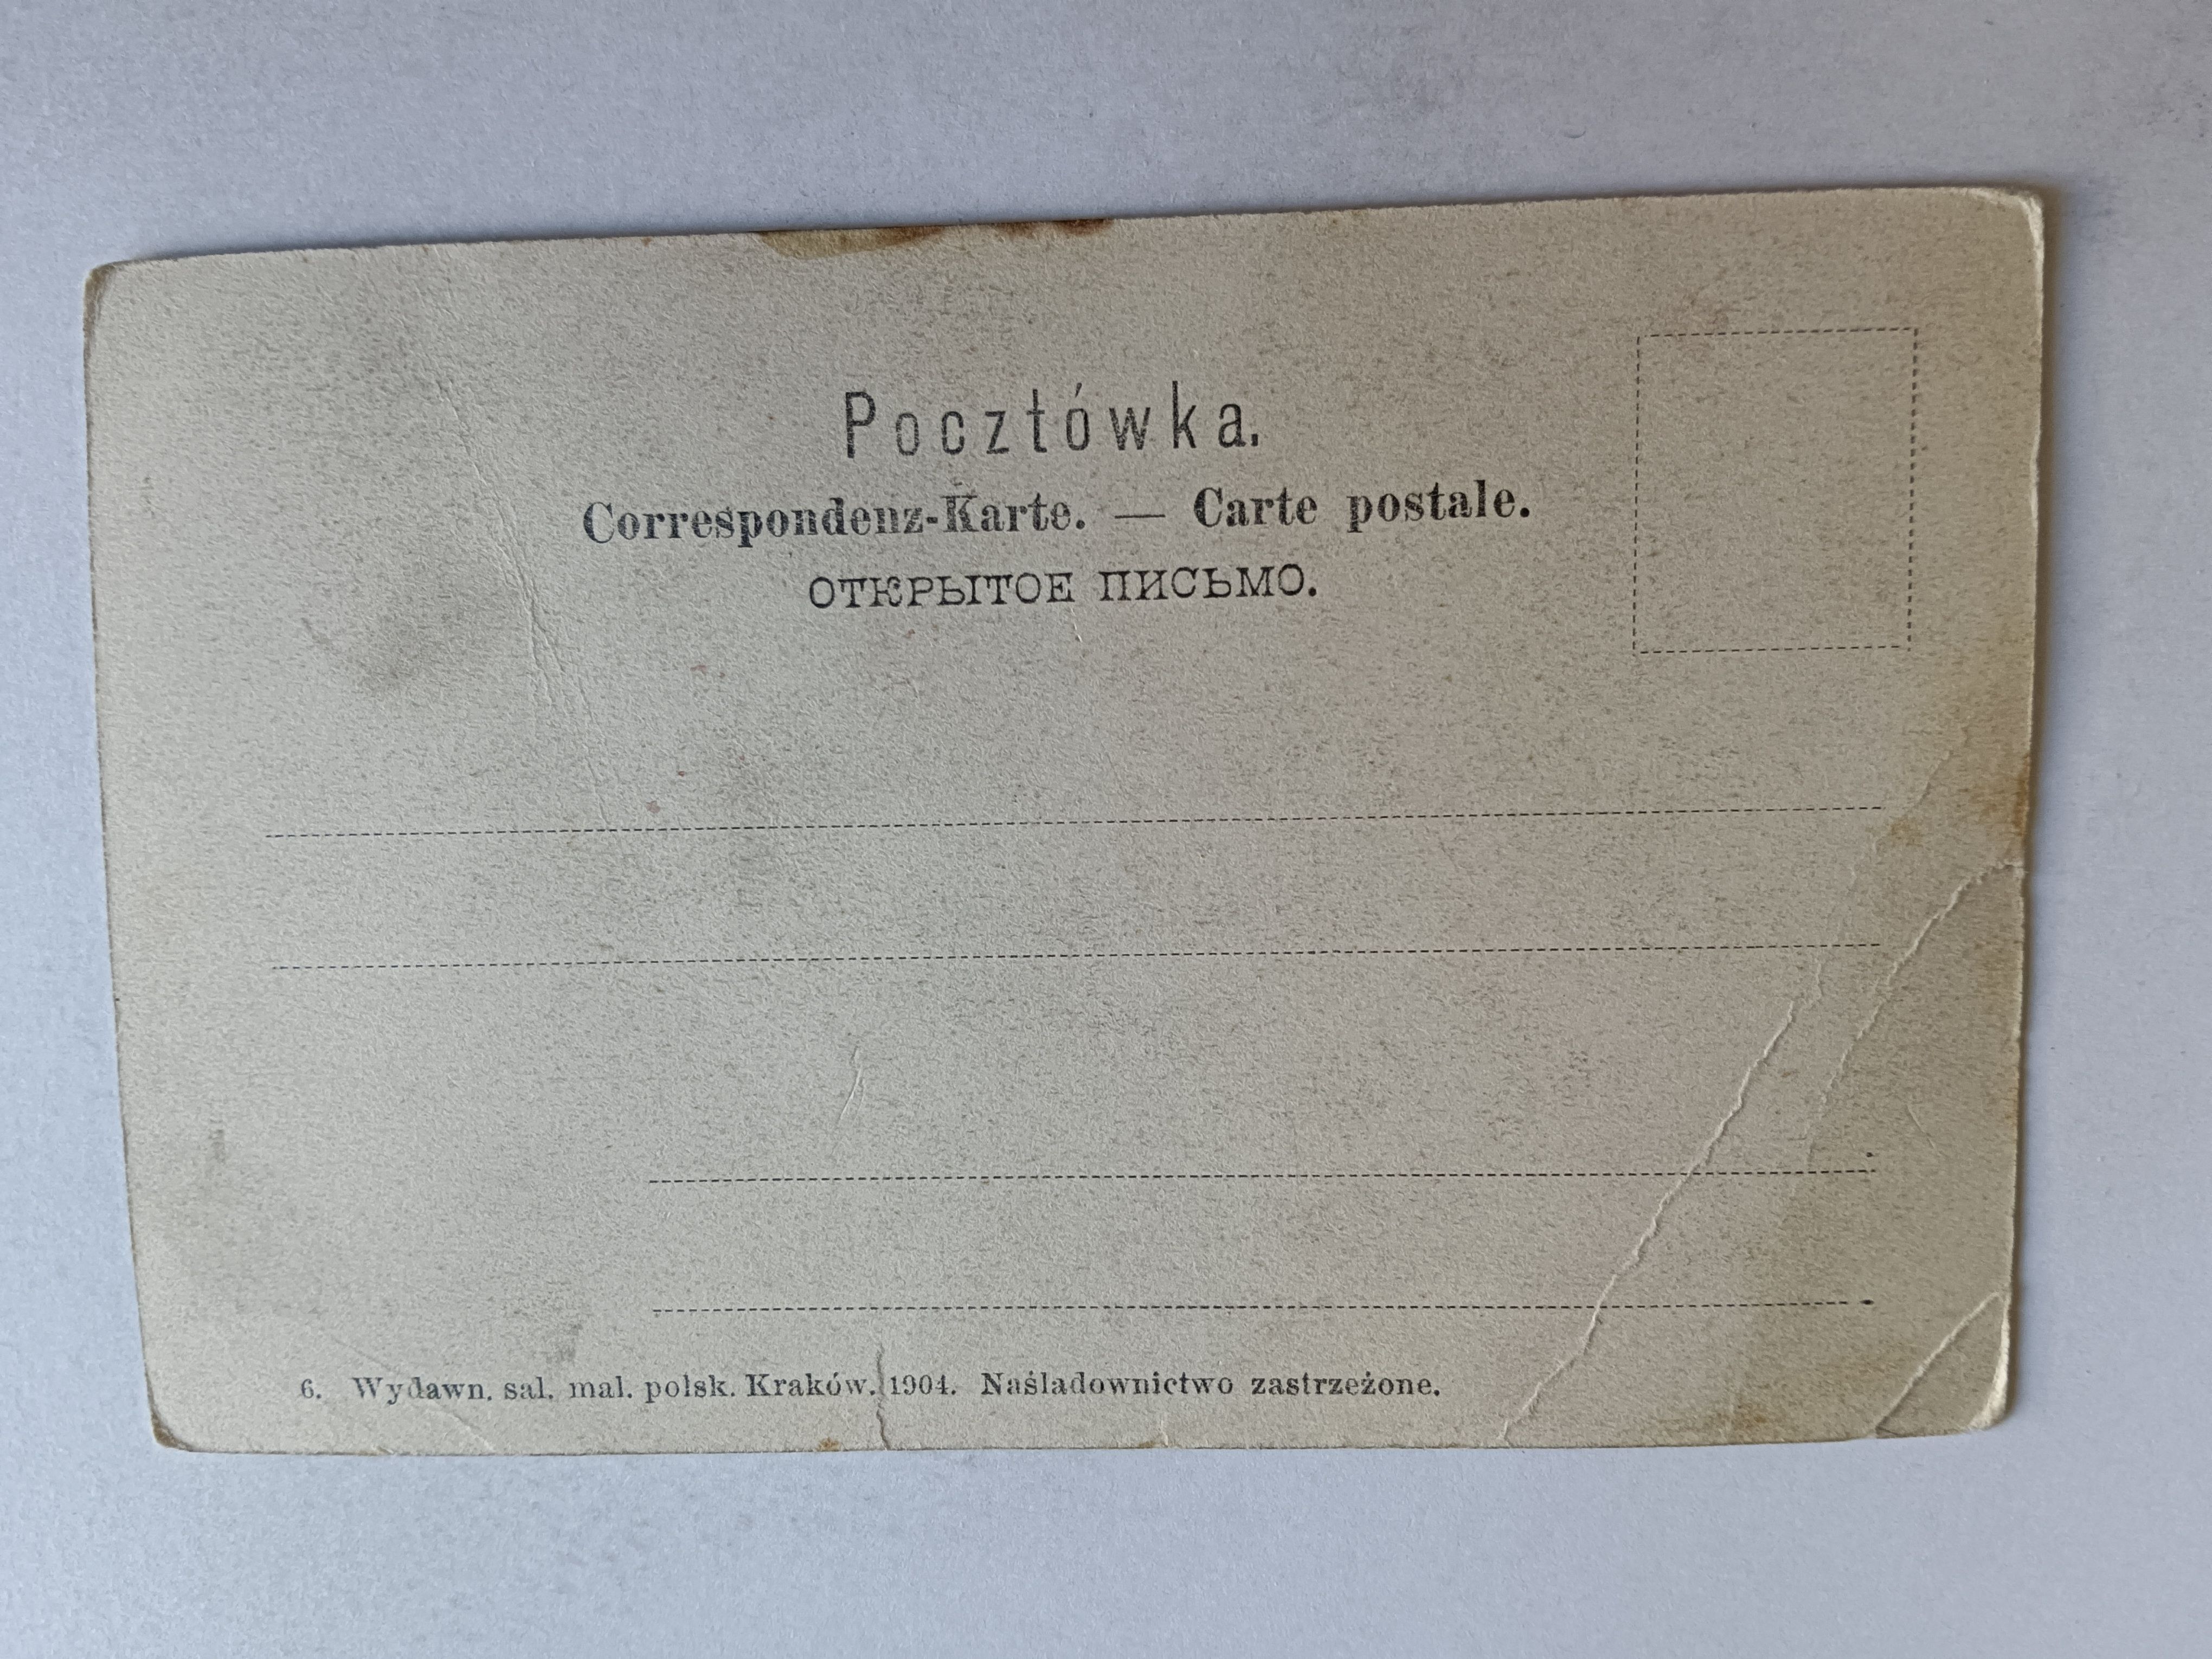 Pocztówka.
Correspondenz-Karte. — Carte postale.
ОТКРЫТОЕ ПИСЬМО.
6. Wydawn. sal. mal. polsk. Kraków. 1904. Naśladownictwo zastrzeżone.